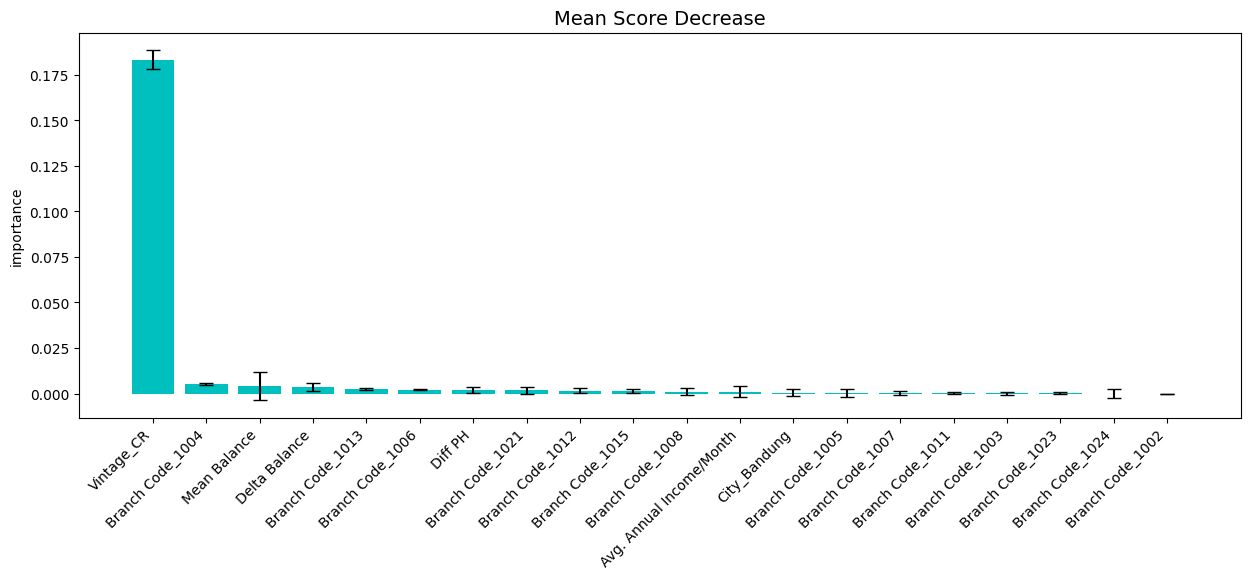 Mean Score Decrease
importance
0.175
0.150
0.125
0.100
0.075
0.050
0.025
0.000
Vintage_CR
Branch Code_1004
Mean Balance
Delta Balance
Branch Code_1013
Branch Code_1006
Diff PH
Branch Code_1021
Branch Code_1012
Branch Code_1015
Branch Code_1008
Avg. Annual Income/Month
City_Bandung
Branch Code_1005
Branch Code_1007
Branch Code_1011
Branch Code_1003
Branch Code_1023
Branch Code_1024
Branch Code_1002